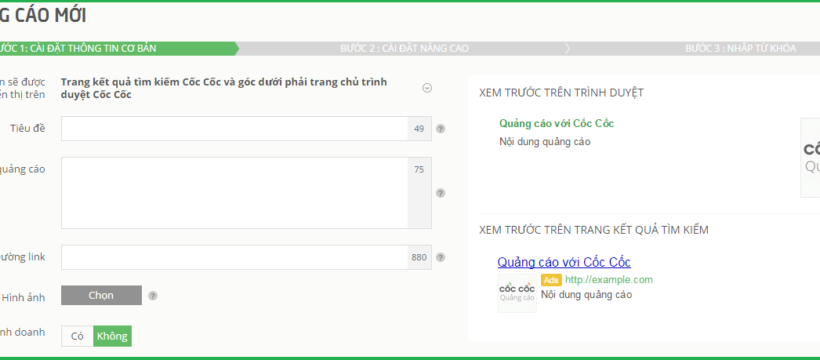 G CÁO MỚI
ƯỚC 1: CÀI ĐẶT THÔNG TIN CƠ BẢN
BƯỚC 2 : CÀI ĐẶT NÂNG CAO
BƯỚC 3 : NHẬP TỪ KHÓA
n sẽ được
ển thị trên
Trang kết quả tìm kiếm Cốc Cốc và góc dưới phải trang chủ trình
duyệt Cốc Cốc
Tiêu đề
49
?
quảng cáo
75
?
ường link
880
?
Hình ảnh
Chọn
?
nh doanh
Có
Không
XEM TRƯỚC TRÊN TRÌNH DUYỆT
Quảng cáo với Cốc Cốc
Nội dung quảng cáo
cố
Qu
XEM TRƯỚC TRÊN TRANG KẾT QUẢ TÌM KIẾM
Quảng cáo với Cốc Cốc
cốc cốc
Quảng cáo
Ads http://example.com
Nội dung quảng cáo